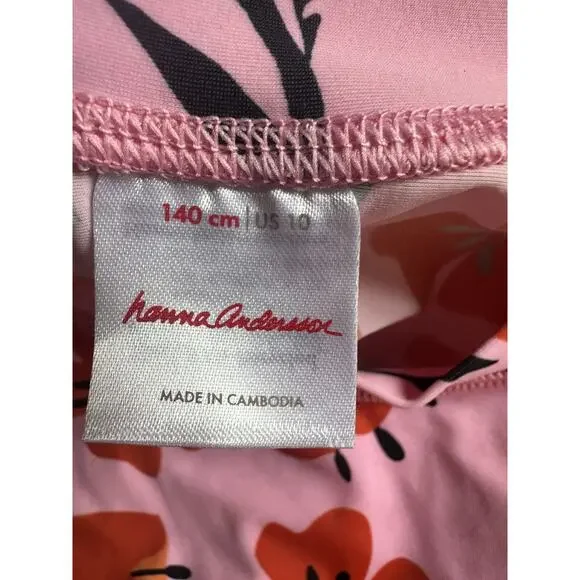 140 cm | US 10
hanna andersson
MADE IN CAMBODIA